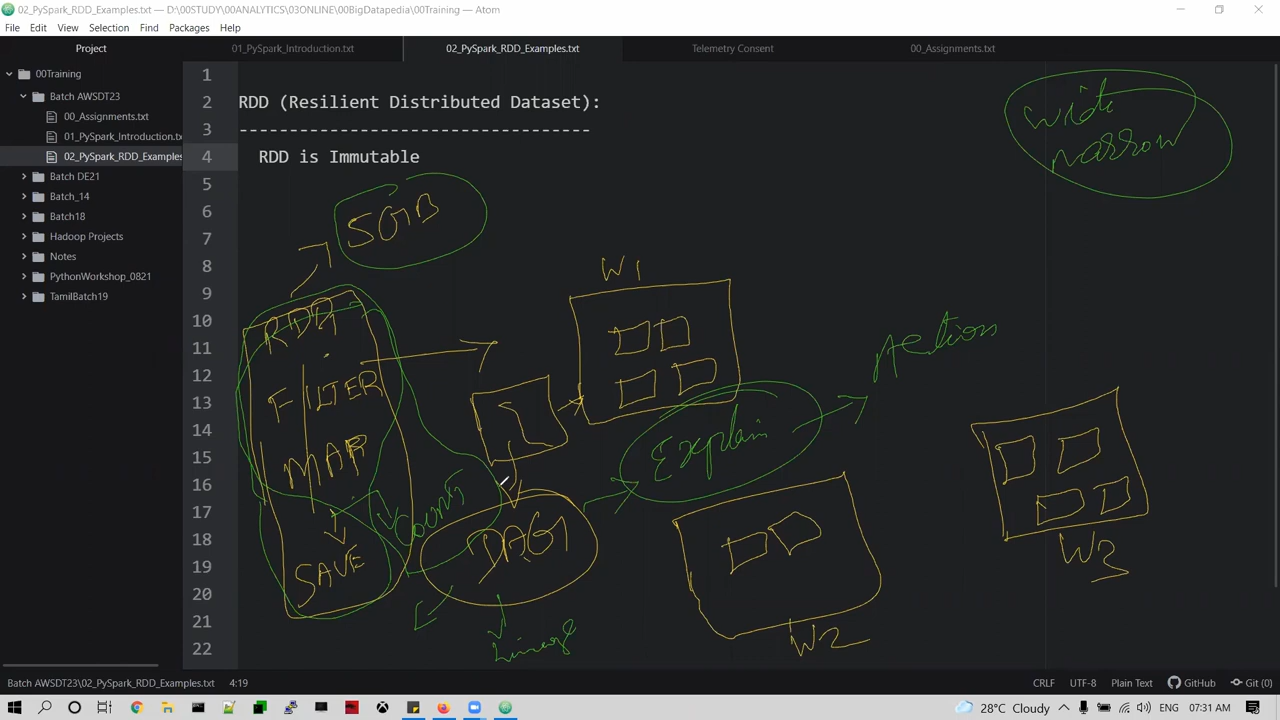 02_PySpark_RDD_Examples.txt — D:\00STUDY\00ANALYTICS\03ONLINE\00BigDatapedia\00Training — Atom
File Edit View Selection Find Packages Help
Project
01_PySpark_Introduction.txt
02_PySpark_RDD_Examples.txt
Telemetry Consent
00_Assignments.txt
00Training
Batch AWSDT23
00_Assignments.txt
01_PySpark_Introduction.tx
02_PySpark_RDD_Examples
Batch DE21
Batch_14
Batch18
Hadoop Projects
Notes
PythonWorkshop_0821
TamilBatch19
1
2 RDD (Resilient Distributed Dataset):
3 ----------------------------------
4 RDD is Immutable
5
6
7
8
9
10
11
12
13
14
15
16
17
18
19
20
21
22
wide
narrow
5GB
W1
RDD1
FILTER
MAP
SAVE
Count
DAG
Explain
Action
Lineage
W2
W3
Batch AWSDT23\02_PySpark_RDD_Examples.txt 4:19
CRLF UTF-8 Plain Text GitHub Git (0)
28°C Cloudy ENG 07:31 AM